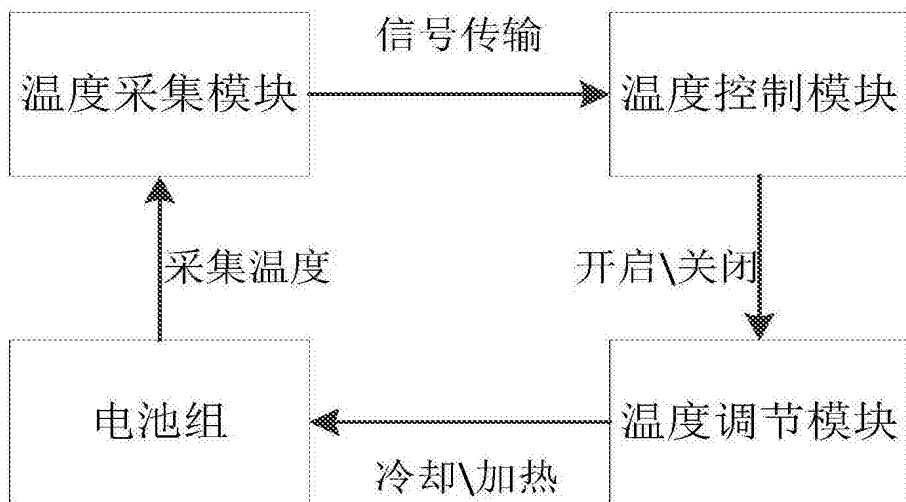 信号传输
温度采集模块
温度控制模块
采集温度
开启\关闭
电池组
温度调节模块
冷却\加热